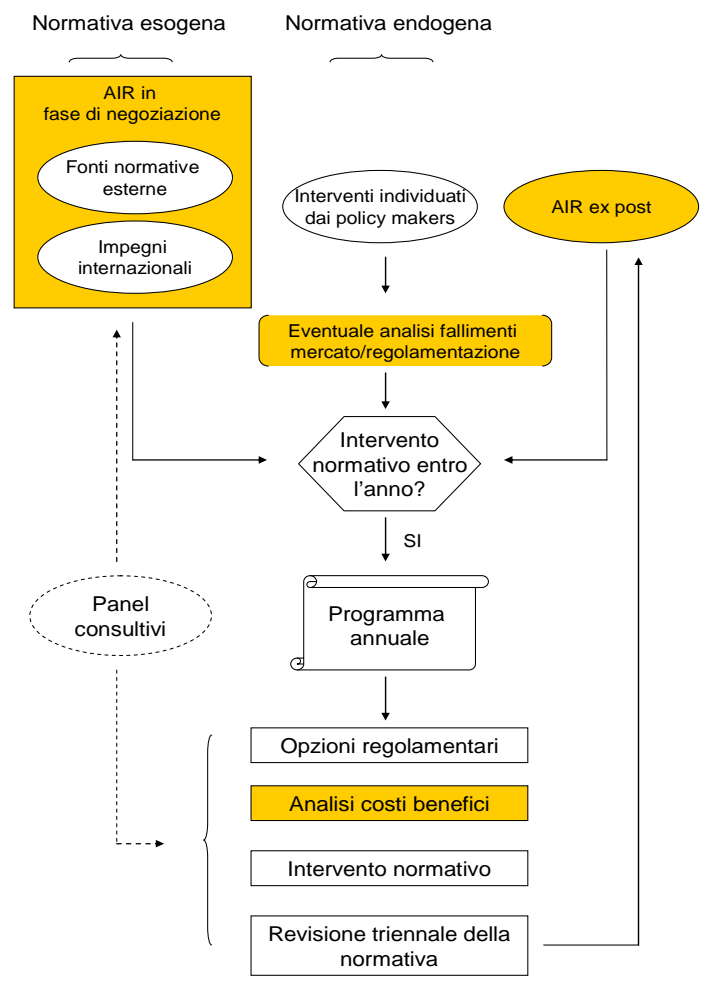 Normativa esogena
Normativa endogena
AIR in
fase di negoziazione
Fonti normative
esterne
Impegni
internazionali
Interventi individuati
dai policy makers
AIR ex post
Eventuale analisi fallimenti
mercato/regolamentazione
Intervento
normativo entro
l'anno?
SI
Panel
consultivi
Programma
annuale
Opzioni regolamentari
Analisi costi benefici
Intervento normativo
Revisione triennale della
normativa